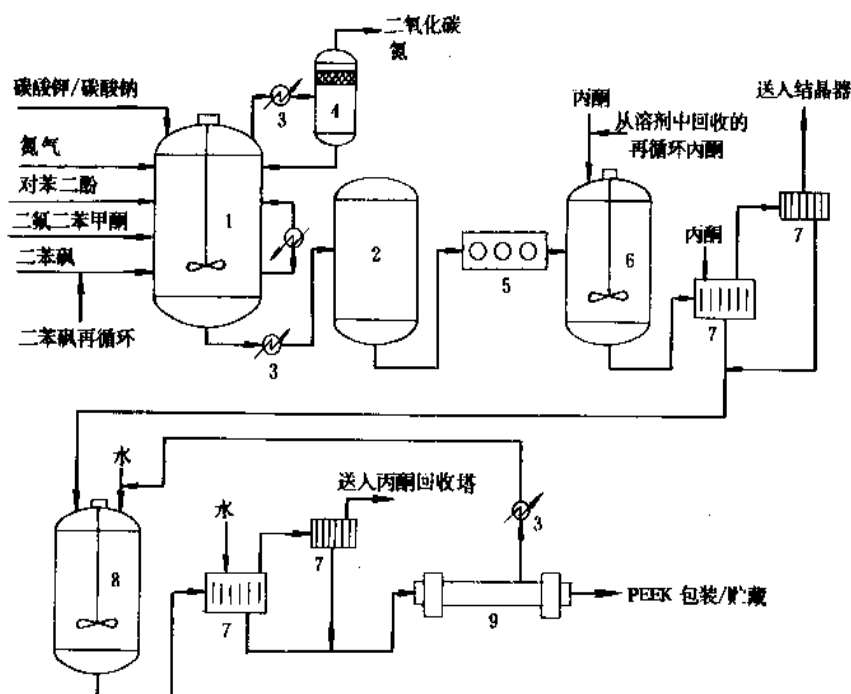 二氧化碳
氮
碳酸钾/碳酸钠
3
4
氮气
对苯二酚
二氟二苯甲酮
二苯砜
1
二苯砜再循环
3
2
5
丙酮
从溶剂中回收的
再循环丙酮
6
送入结晶器
7
丙酮
7
水
8
水
7
送入丙酮回收塔
7
3
9
PEEK 包装/贮藏